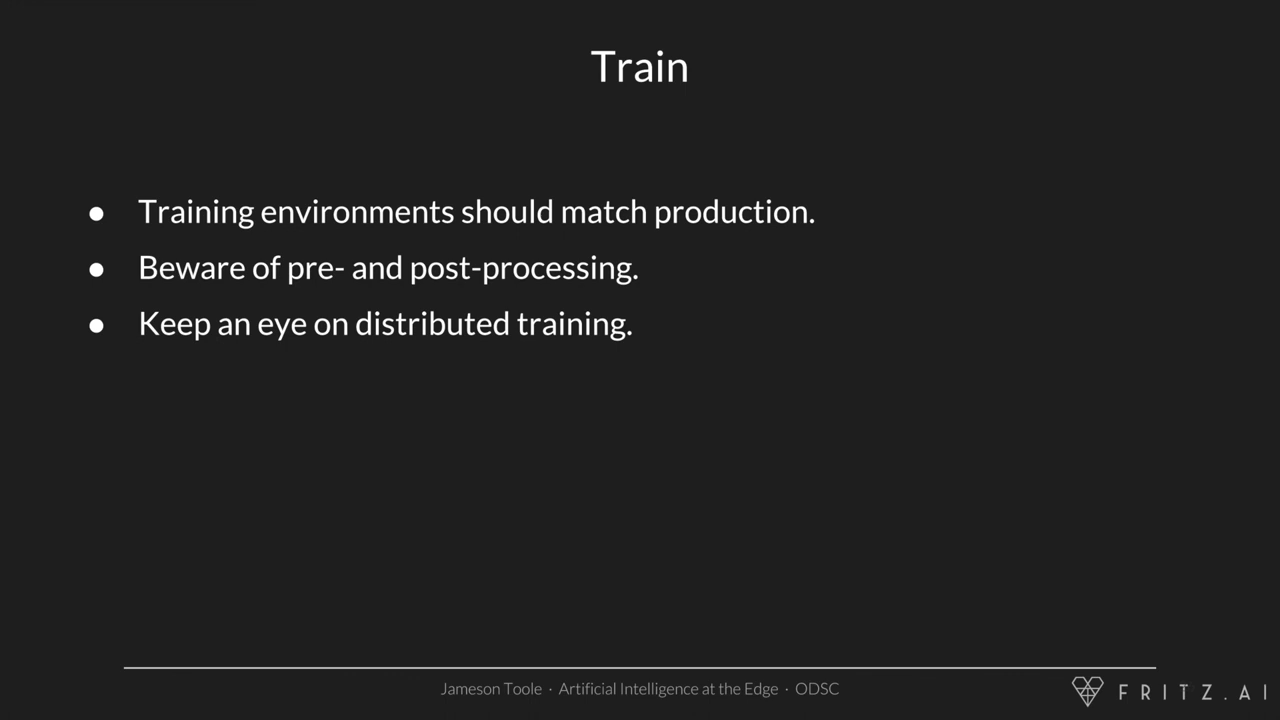 Train
● Training environments should match production.
● Beware of pre- and post-processing.
● Keep an eye on distributed training.
Jameson Toole · Artificial Intelligence at the Edge · ODSC
FRITZ.AI